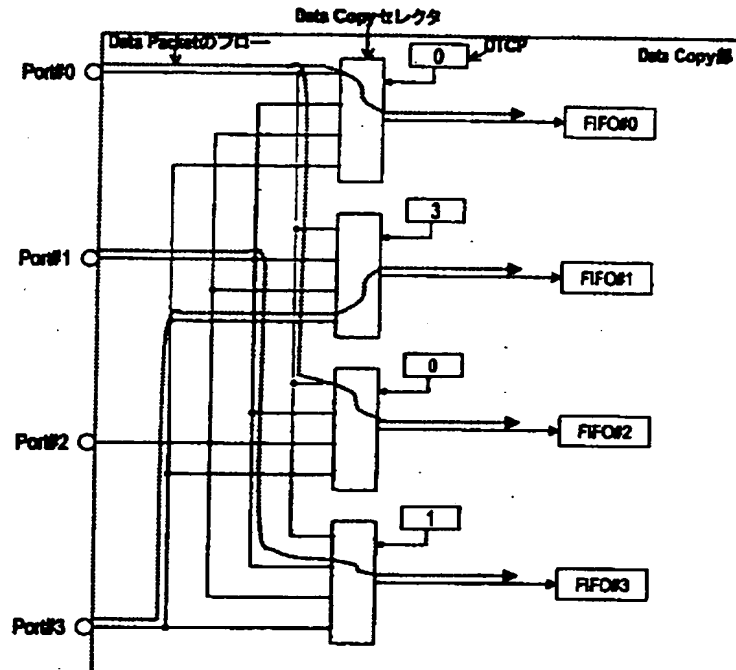 Data Copyセレクタ
Data Packetのフロー
DTCP
Data Copy部
Port#0
0
FIFO#0
3
Port#1
FIFO#1
0
Port#2
FIFO#2
1
FIFO#3
Port#3